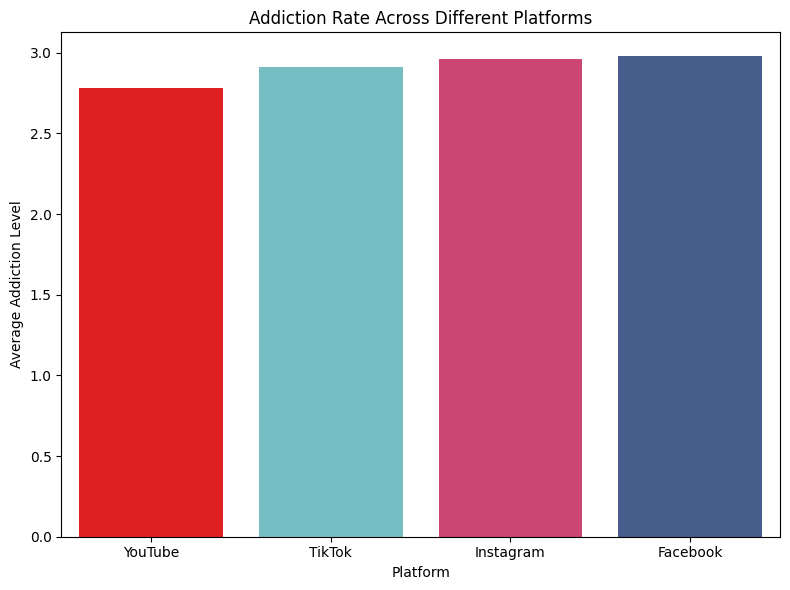 Addiction Rate Across Different Platforms
Average Addiction Level
3.0
2.5
2.0
1.5
1.0
0.5
0.0
YouTube
TikTok
Instagram
Facebook
Platform